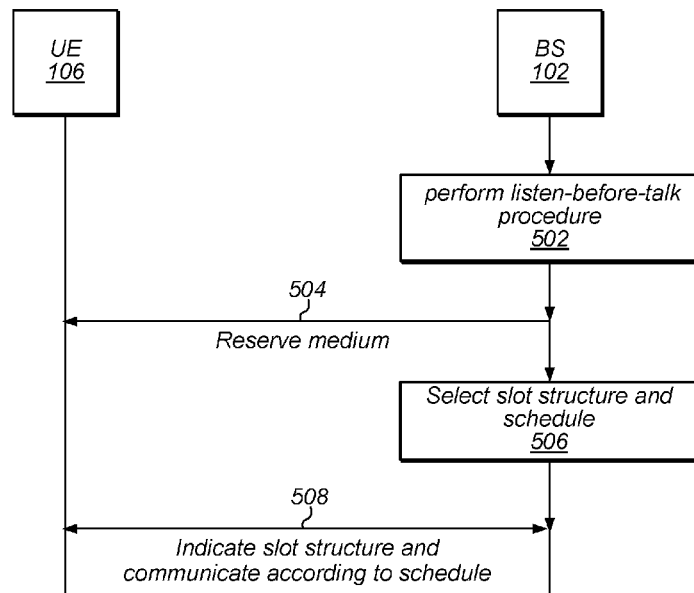 UE
106
BS
102
perform listen-before-talk
procedure
502
504
Reserve medium
Select slot structure and
schedule
506
508
Indicate slot structure and
communicate according to schedule